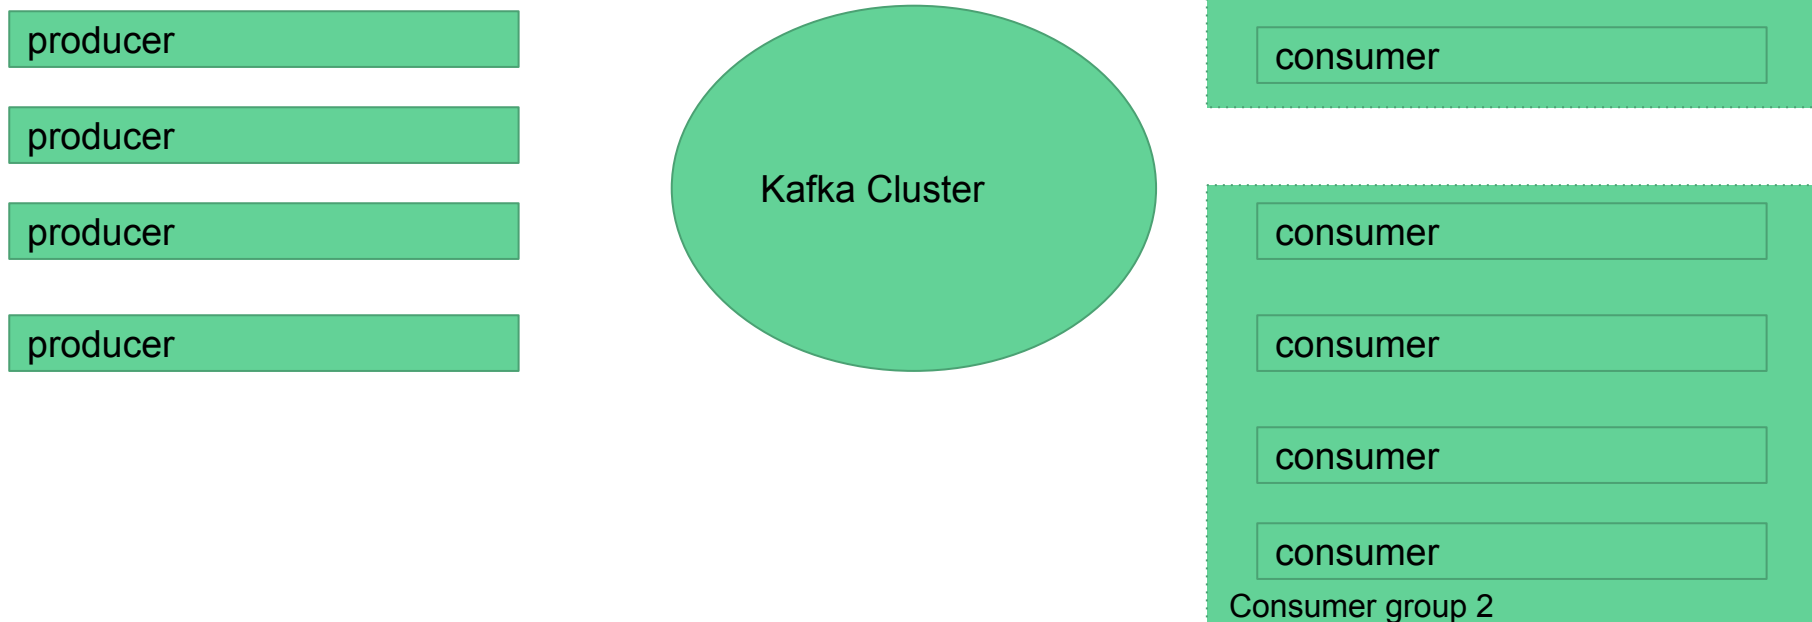 producer
producer
producer
producer
Kafka Cluster
consumer
consumer
consumer
consumer
consumer
Consumer group 2